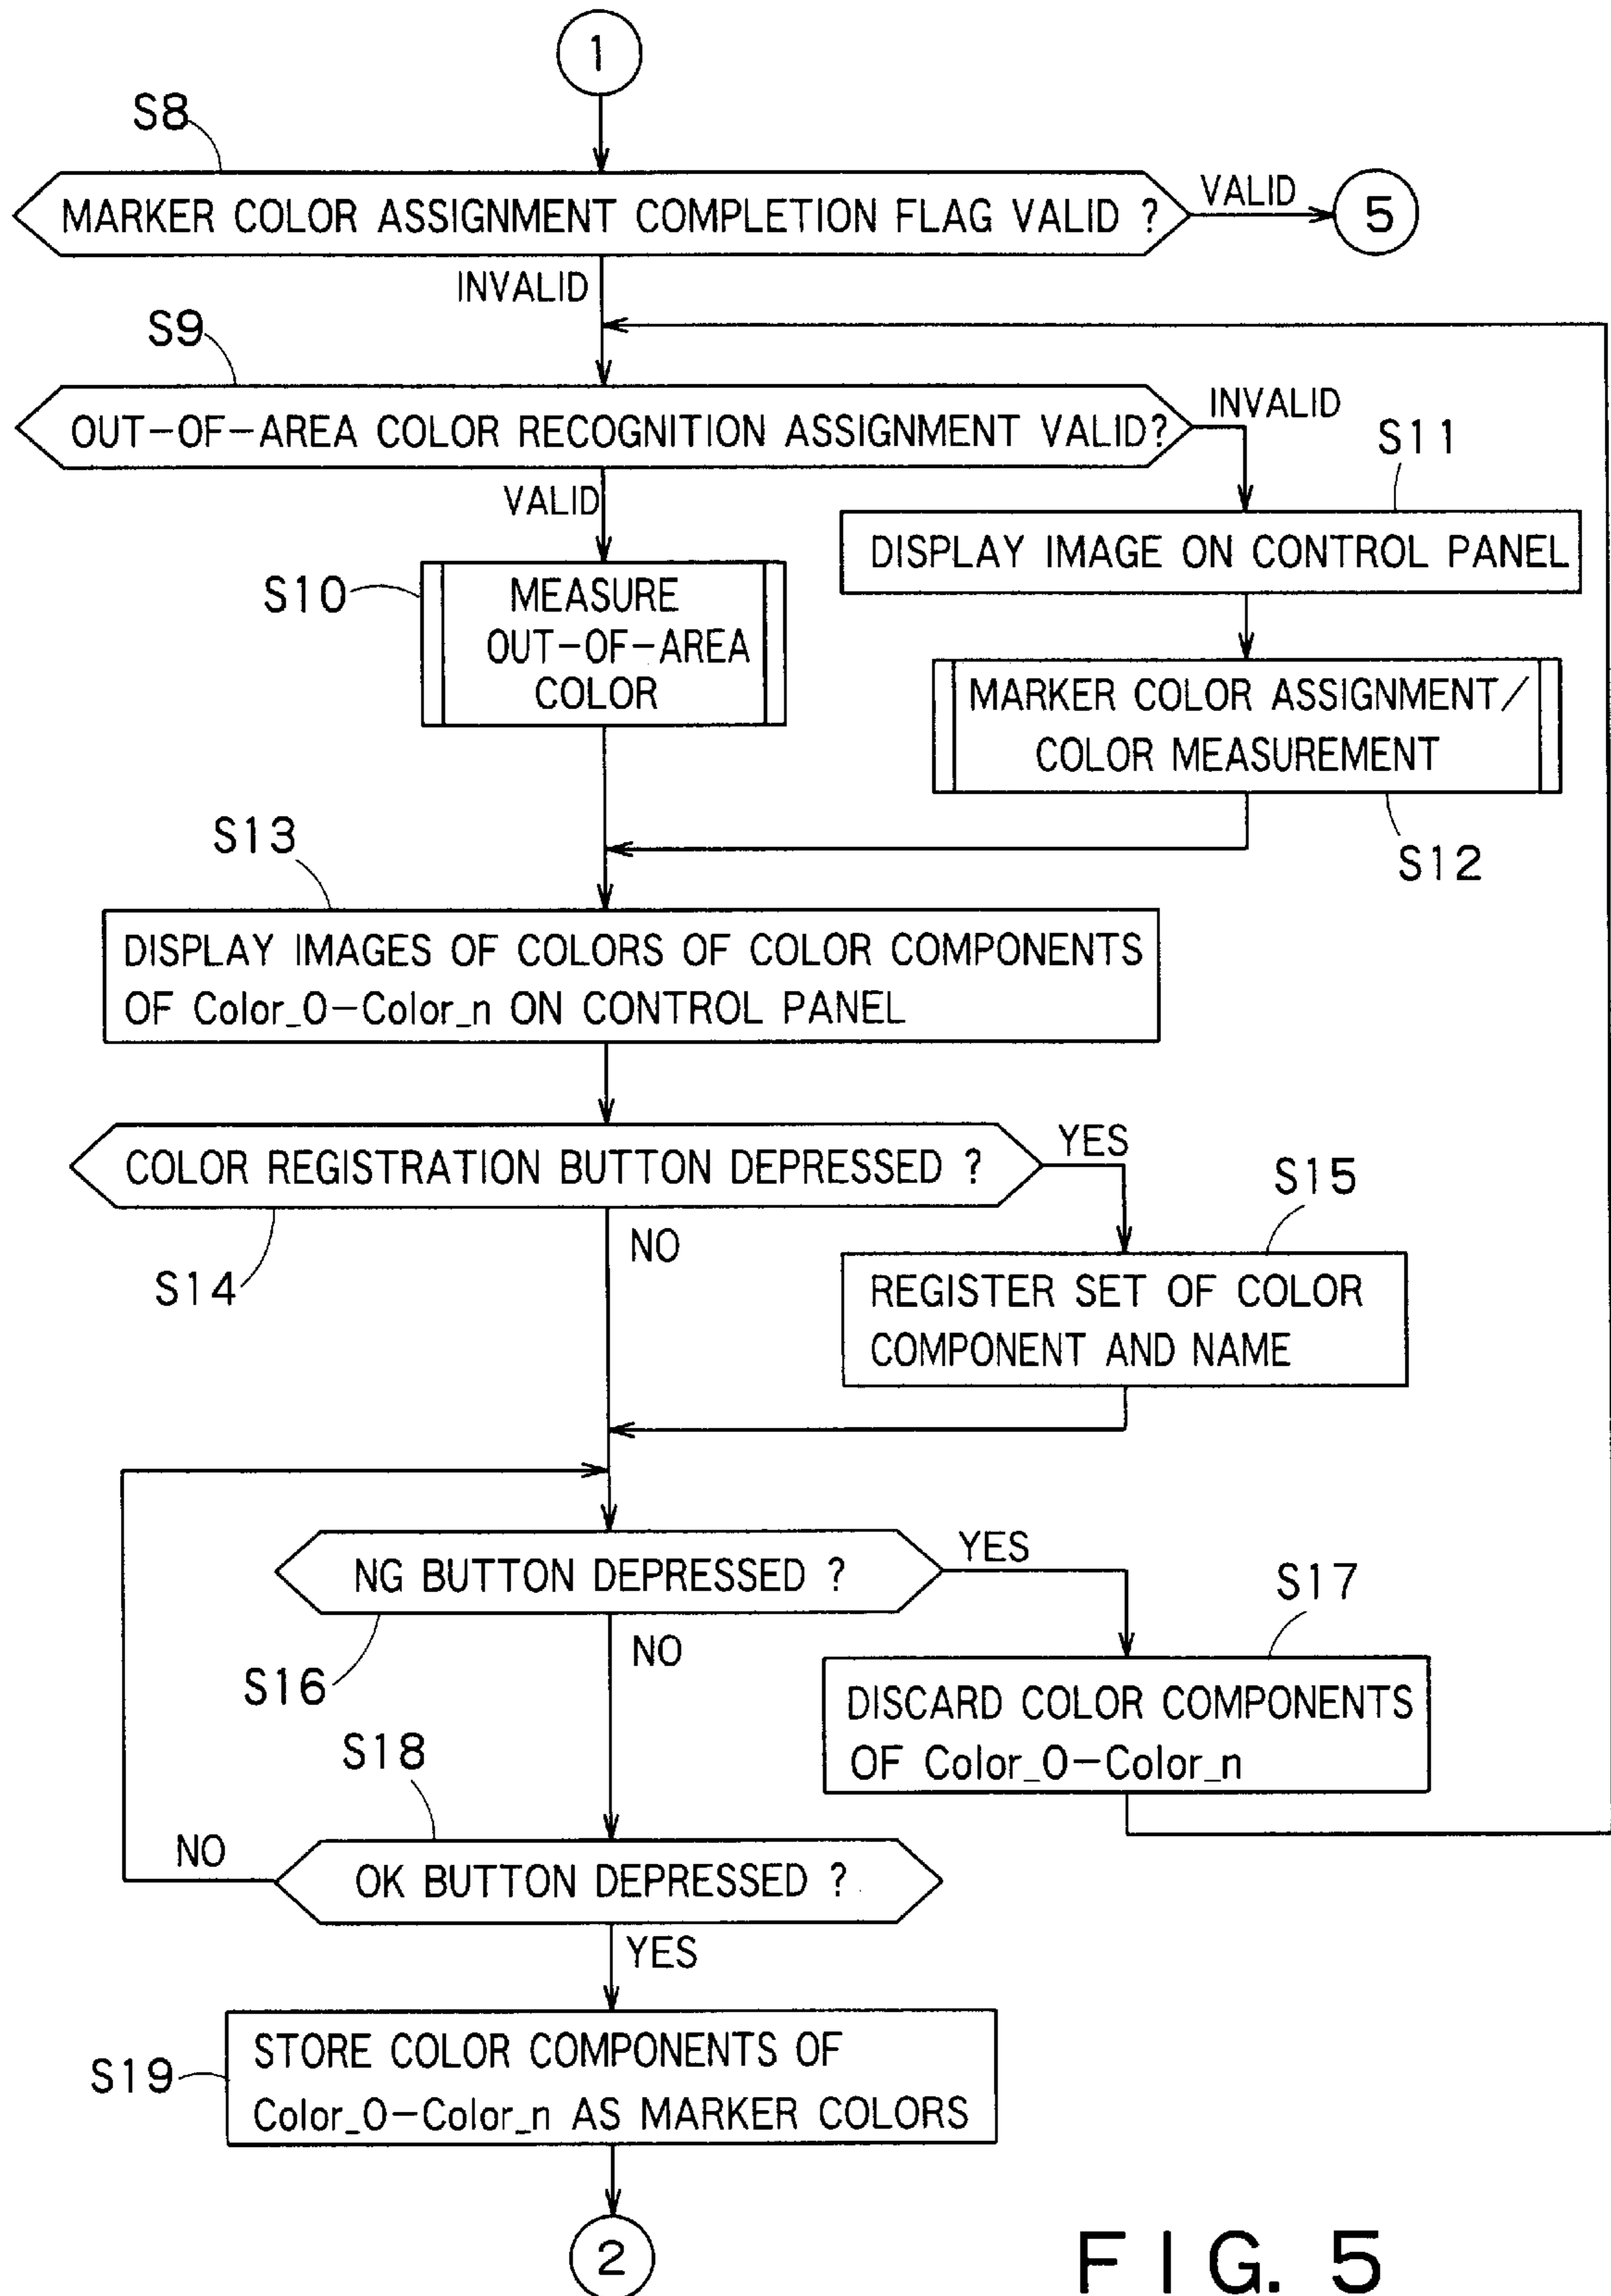 1
S8
MARKER COLOR ASSIGNMENT COMPLETION FLAG VALID ?
VALID
5
INVALID
S9
OUT-OF-AREA COLOR RECOGNITION ASSIGNMENT VALID?
INVALID
S11
VALID
DISPLAY IMAGE ON CONTROL PANEL
S10
MEASURE
OUT-OF-AREA
COLOR
MARKER COLOR ASSIGNMENT/
COLOR MEASUREMENT
S12
S13
DISPLAY IMAGES OF COLORS OF COLOR COMPONENTS
OF Color_0-Color_n ON CONTROL PANEL
COLOR REGISTRATION BUTTON DEPRESSED ?
YES
S15
NO
S14
REGISTER SET OF COLOR
COMPONENT AND NAME
NG BUTTON DEPRESSED ?
YES
S17
NO
S16
DISCARD COLOR COMPONENTS
OF Color_0-Color_n
S18
NO
OK BUTTON DEPRESSED ?
YES
S19
STORE COLOR COMPONENTS OF
Color_0-Color_n AS MARKER COLORS
2
FIG. 5